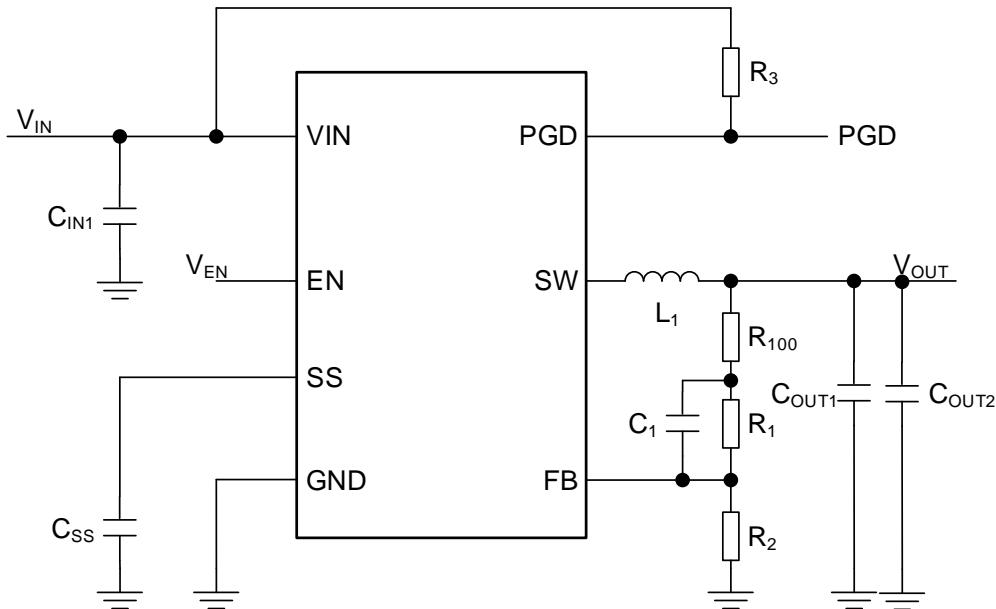 R3
VIN
VIN
PGD
PGD
CIN1
VEN
EN
SW
VOUT
L1
R100
SS
COUT1
COUT2
C1
R1
GND
FB
CSS
R2